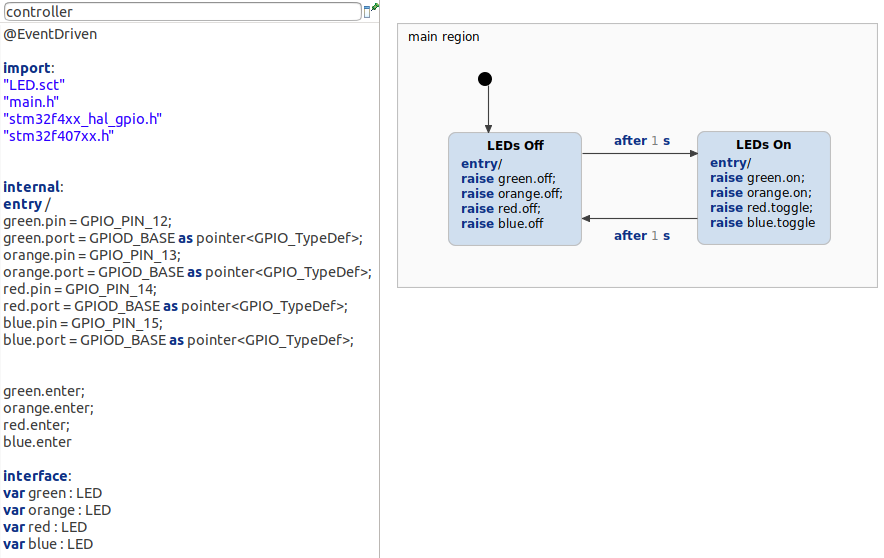 controller
@EventDriven
import:
"LED.sct"
"main.h"
"stm32f4xx_hal_gpio.h"
"stm32f407xx.h"
internal:
entry /
green.pin = GPIO_PIN_12;
green.port = GPIOD_BASE as pointer<GPIO_TypeDef>;
orange.pin = GPIO_PIN_13;
orange.port = GPIOD_BASE as pointer<GPIO_TypeDef>;
red.pin = GPIO_PIN_14;
red.port = GPIOD_BASE as pointer<GPIO_TypeDef>;
blue.pin = GPIO_PIN_15;
blue.port = GPIOD_BASE as pointer<GPIO_TypeDef>;
green.enter;
orange.enter;
red.enter;
blue.enter
interface:
var green : LED
var orange : LED
var red : LED
var blue : LED
main region
LEDs Off
entry/
raise green.off;
raise orange.off;
raise red.off;
raise blue.off
after 1 s
after 1 s
LEDs On
entry/
raise green.on;
raise orange.on;
raise red.toggle;
raise blue.toggle